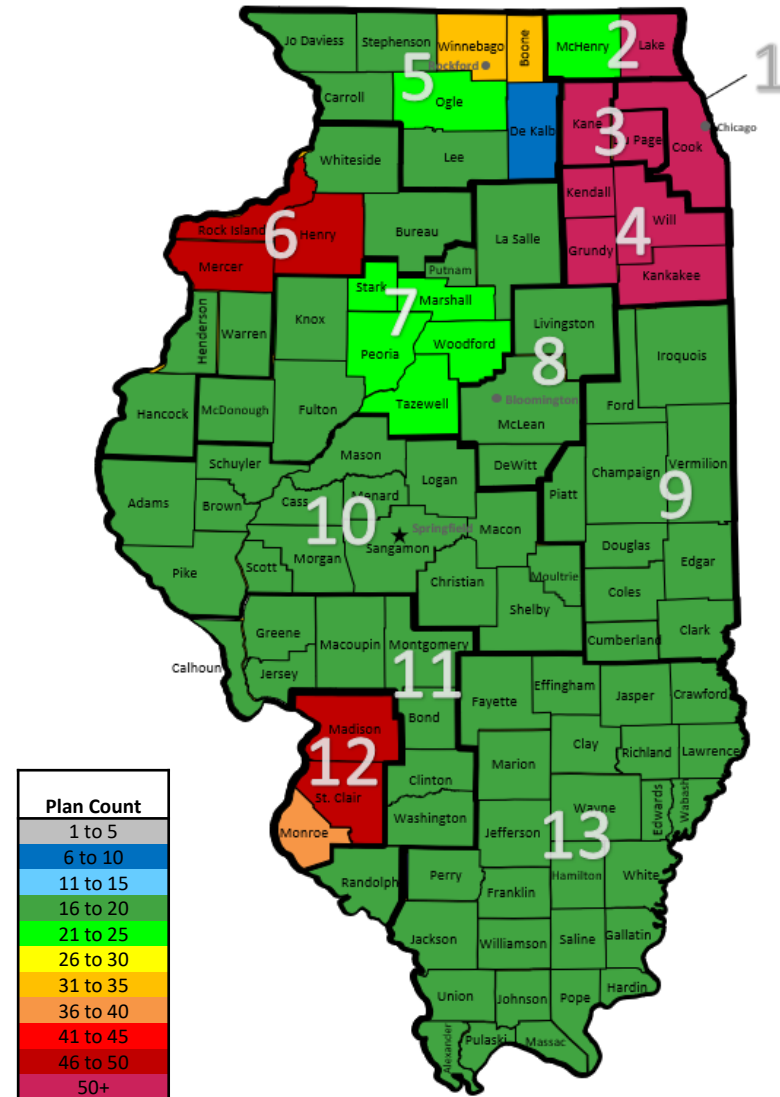 Jo Daviess
Stephenson
Winnebago
Boone
McHenry
Lake
2
1
Rockford
5
Carroll
Ogle
De Kalb
Kane
3
Du Page
Cook
Chicago
Whiteside
Lee
Kendall
Will
4
Rock Island
6
Henry
Bureau
La Salle
Grundy
Mercer
Putnam
Kankakee
Stark
7
Marshall
Henderson
Warren
Knox
Peoria
Woodford
Livingston
8
Iroquois
Bloomington
Hancock
McDonough
Fulton
Tazewell
McLean
Ford
Mason
Schuyler
Logan
DeWitt
Champaign
Vermilion
9
Adams
Brown
Cass
Menard
Piatt
10
Springfield
Sangamon
Macon
Douglas
Edgar
Pike
Scott
Morgan
Christian
Moultrie
Coles
Shelby
Greene
Macoupin
Montgomery
Cumberland
Clark
Calhoun
Jersey
11
Fayette
Effingham
Jasper
Crawford
Bond
Madison
12
Clay
Richland
Lawrence
Marion
Clinton
St. Clair
Wayne
Edwards
Wabash
Washington
Monroe
Jefferson
13
Randolph
Perry
Franklin
Hamilton
White
Jackson
Williamson
Saline
Gallatin
Union
Johnson
Pope
Hardin
Alexander
Pulaski
Massac
Plan Count
1 to 5
6 to 10
11 to 15
16 to 20
21 to 25
26 to 30
31 to 35
36 to 40
41 to 45
46 to 50
50+